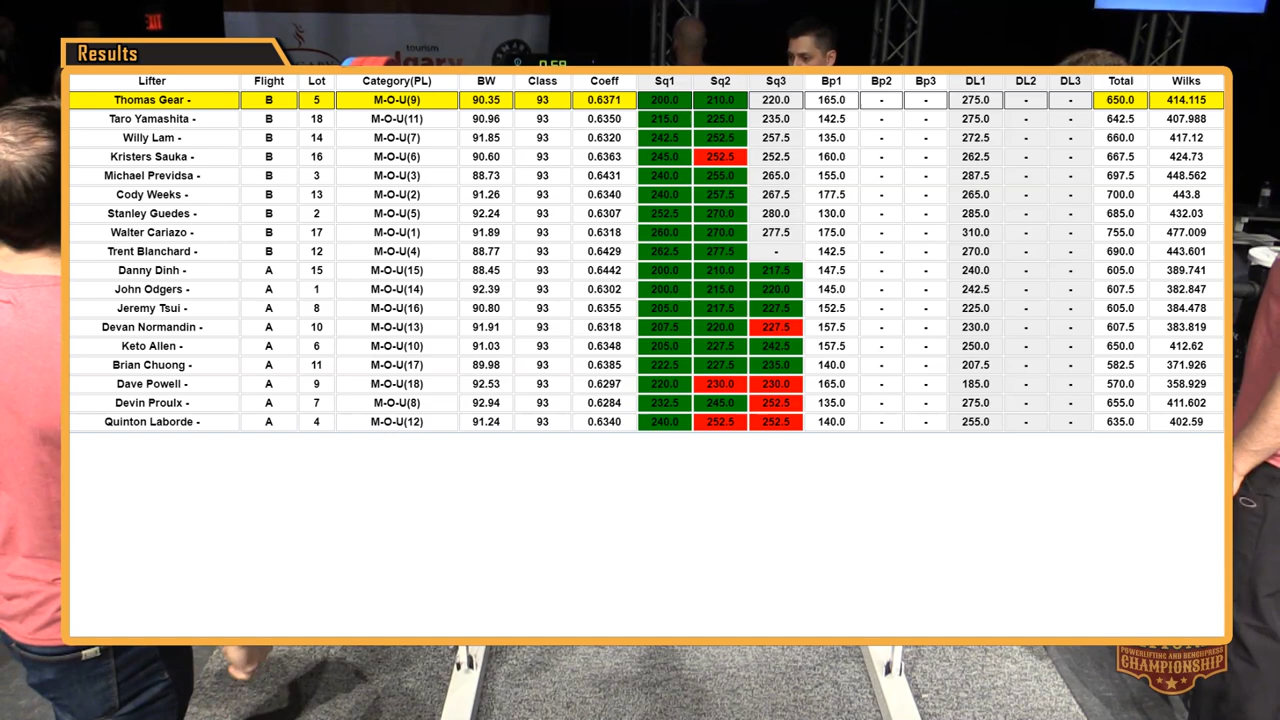 EXIT
tourism
lgary
0:59
Results
Lifter Flight Lot Category(PL) BW Class Coeff Sq1 Sq2 Sq3 Bp1 Bp2 Bp3 DL1 DL2 DL3 Total Wilks
Thomas Gear - B 5 M-O-U(9) 90.35 93 0.6371 200.0 210.0 220.0 165.0 - - 275.0 - - 650.0 414.115
Taro Yamashita - B 18 M-O-U(11) 90.96 93 0.6350 215.0 225.0 235.0 142.5 - - 275.0 - - 642.5 407.988
Willy Lam - B 14 M-O-U(7) 91.85 93 0.6320 242.5 252.5 257.5 135.0 - - 272.5 - - 660.0 417.12
Kristers Sauka - B 16 M-O-U(6) 90.60 93 0.6363 245.0 252.5 252.5 160.0 - - 262.5 - - 667.5 424.73
Michael Previdsa - B 3 M-O-U(3) 88.73 93 0.6431 240.0 255.0 265.0 155.0 - - 287.5 - - 697.5 448.562
Cody Weeks - B 13 M-O-U(2) 91.26 93 0.6340 240.0 257.5 267.5 177.5 - - 265.0 - - 700.0 443.8
Stanley Guedes - B 2 M-O-U(5) 92.24 93 0.6307 252.5 270.0 280.0 130.0 - - 285.0 - - 685.0 432.03
Walter Cariazo - B 17 M-O-U(1) 91.89 93 0.6318 260.0 270.0 277.5 175.0 - - 310.0 - - 755.0 477.009
Trent Blanchard - B 12 M-O-U(4) 88.77 93 0.6429 262.5 277.5 - 142.5 - - 270.0 - - 690.0 443.601
Danny Dinh - A 15 M-O-U(15) 88.45 93 0.6442 200.0 210.0 217.5 147.5 - - 240.0 - - 605.0 389.741
John Odgers - A 1 M-O-U(14) 92.39 93 0.6302 200.0 215.0 220.0 145.0 - - 242.5 - - 607.5 382.847
Jeremy Tsui - A 8 M-O-U(16) 90.80 93 0.6355 205.0 217.5 227.5 152.5 - - 225.0 - - 605.0 384.478
Devan Normandin - A 10 M-O-U(13) 91.91 93 0.6318 207.5 220.0 227.5 157.5 - - 230.0 - - 607.5 383.819
Keto Allen - A 6 M-O-U(10) 91.03 93 0.6348 205.0 227.5 242.5 157.5 - - 250.0 - - 650.0 412.62
Brian Chuong - A 11 M-O-U(17) 89.98 93 0.6385 222.5 227.5 235.0 140.0 - - 207.5 - - 582.5 371.926
Dave Powell - A 9 M-O-U(18) 92.53 93 0.6297 220.0 230.0 230.0 165.0 - - 185.0 - - 570.0 358.929
Devin Proulx - A 7 M-O-U(8) 92.94 93 0.6284 232.5 245.0 252.5 135.0 - - 275.0 - - 655.0 411.602
Quinton Laborde - A 4 M-O-U(12) 91.24 93 0.6340 240.0 252.5 252.5 140.0 - - 255.0 - - 635.0 402.59
POWERLIFTING AND BENCHPRESS
CHAMPIONSHIP